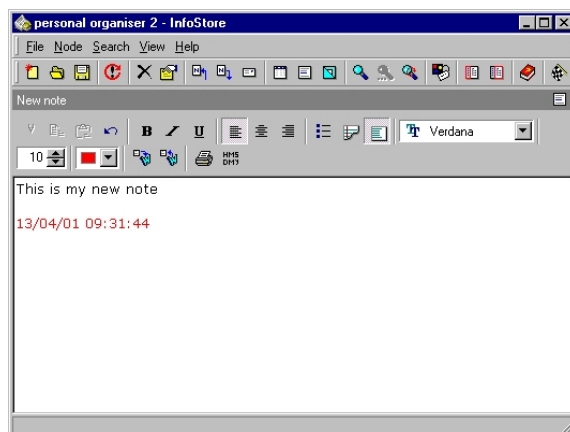 personal organiser 2 - InfoStore
File Node Search View Help
New note
B I U Verdana
10 HMS
DMY
This is my new note
13/04/01 09:31:44